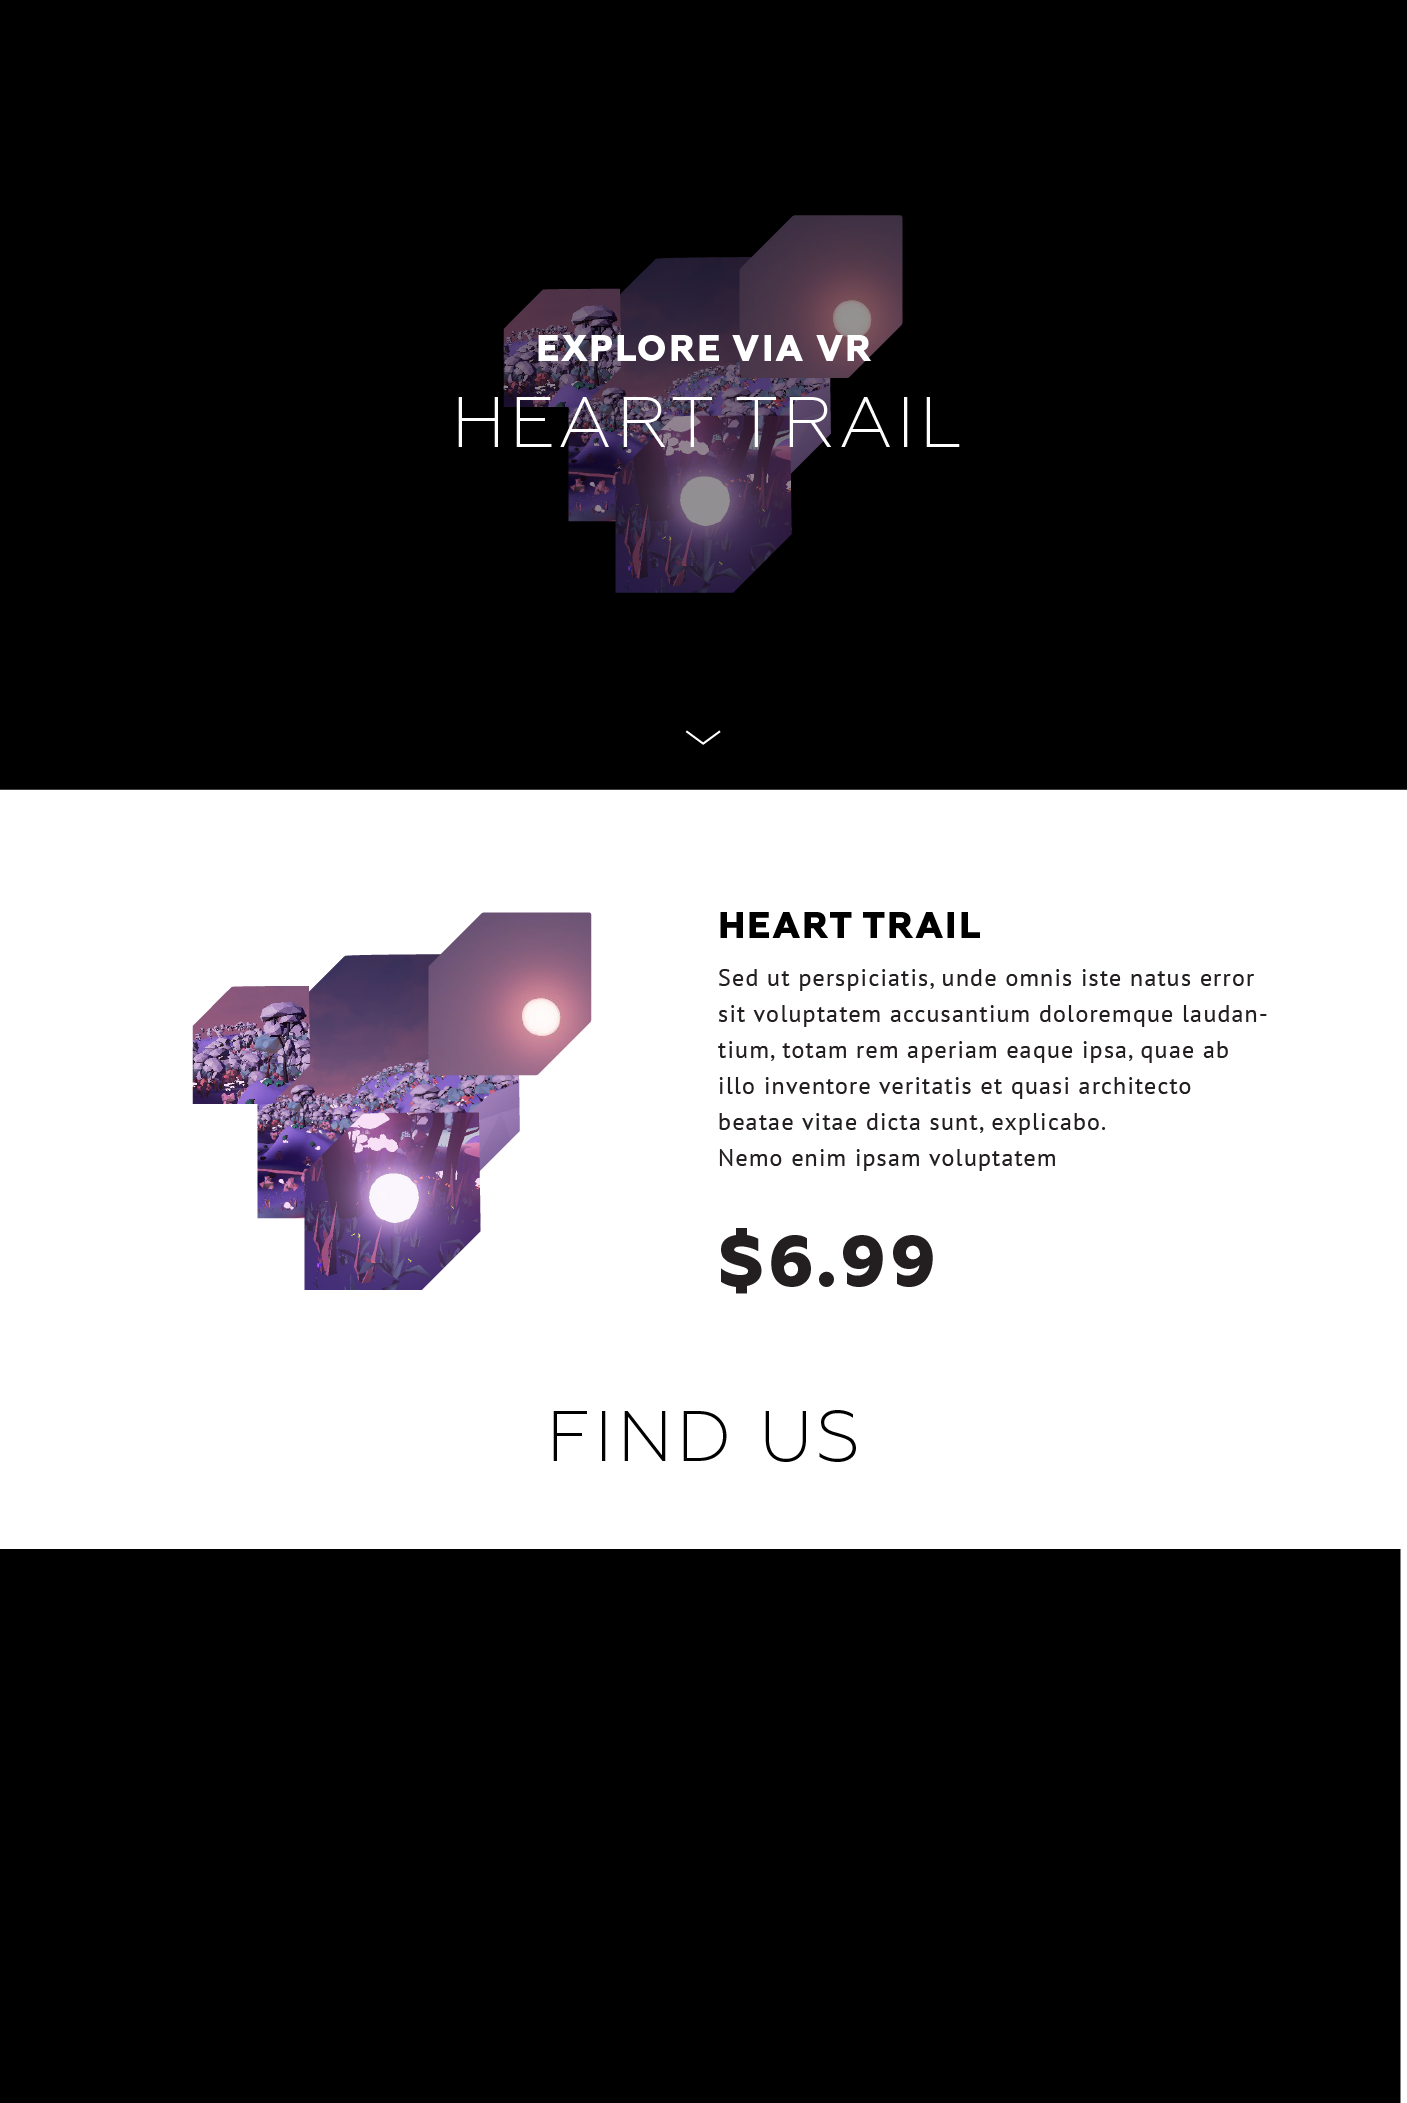 EXPLORE VIA VR
HEART TRAIL
HEART TRAIL
Sed ut perspiciatis, unde omnis iste natus error
sit voluptatem accusantium doloremque laudan-
tium, totam rem aperiam eaque ipsa, quae ab
illo inventore veritatis et quasi architecto
beatae vitae dicta sunt, explicabo.
Nemo enim ipsam voluptatem
$6.99
FIND US